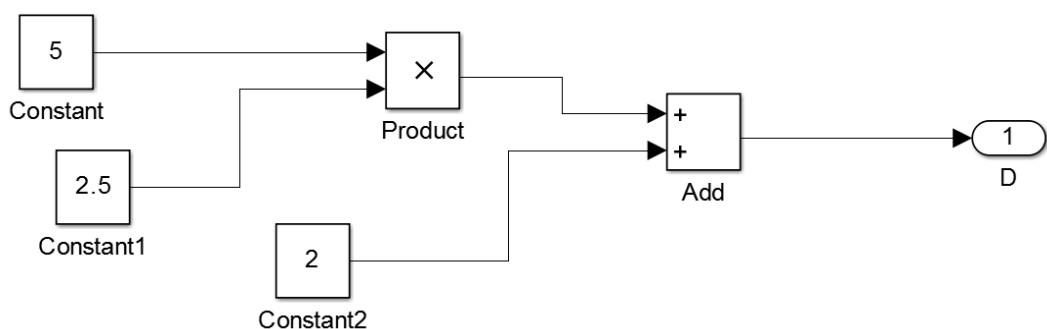 5
Constant
×
Product
2.5
Constant1
+
+
Add
1
D
2
Constant2